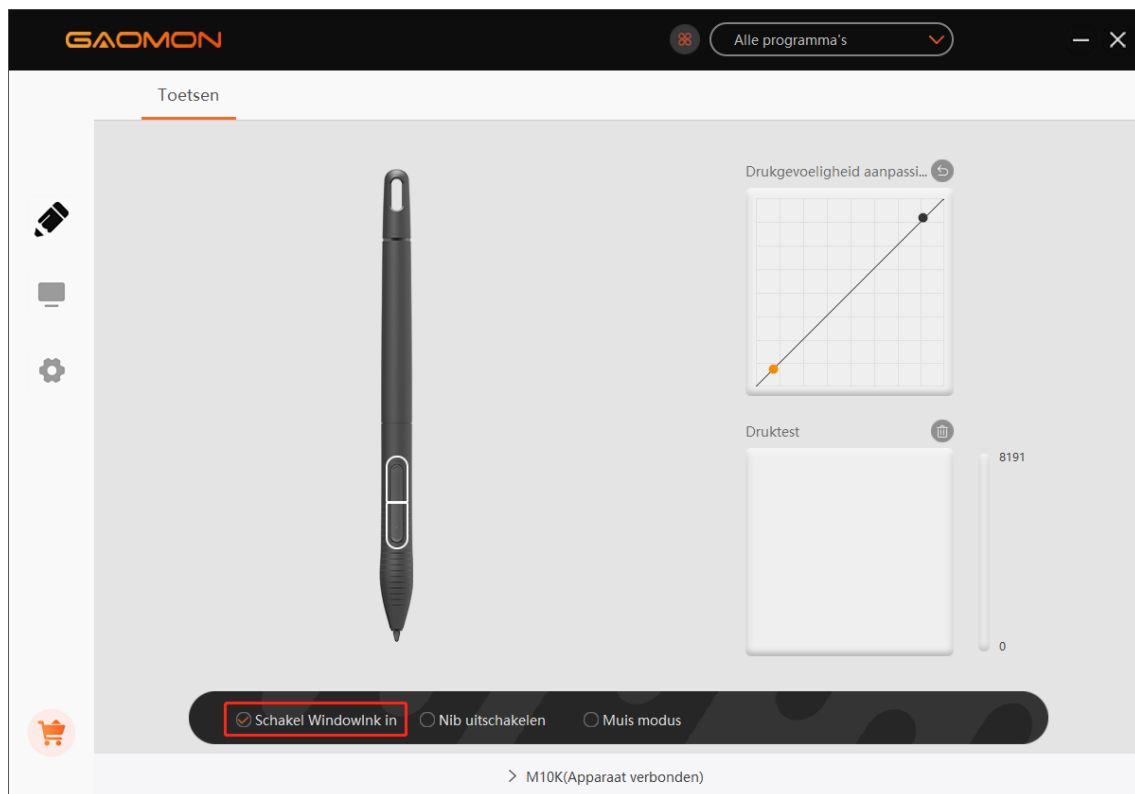 GAOMON
Alle programma's
Toetsen
Drukgevoeligheid aanpassi...
Druktest
8191
0
Schakel WindowInk in
Nib uitschakelen
Muis modus
M10K(Apparaat verbonden)